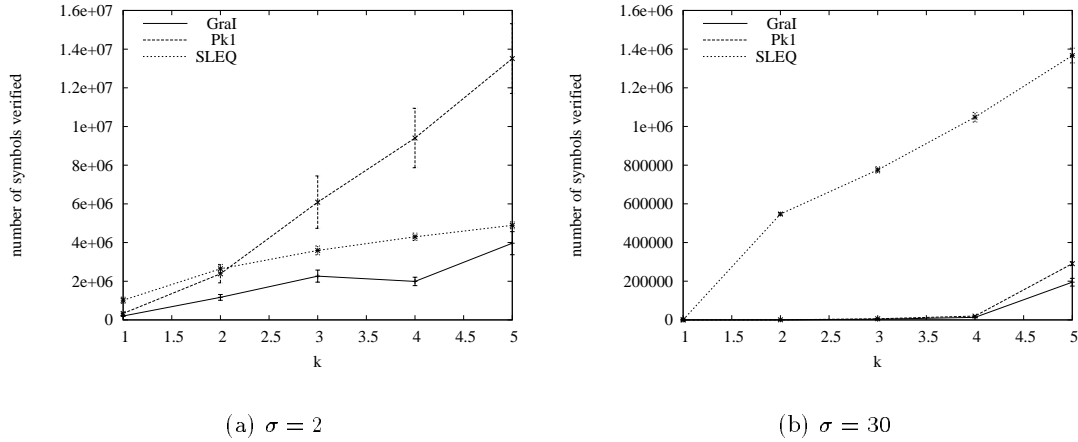 1.6e+07
1.4e+07
1.2e+07
1e+07
8e+06
6e+06
4e+06
2e+06
0
number of symbols verified
GraI
Pk1
SLEQ
1 1.5 2 2.5 3 3.5 4 4.5 5
k
(a) σ = 2
1.6e+06
1.4e+06
1.2e+06
1e+06
800000
600000
400000
200000
0
number of symbols verified
GraI
Pk1
SLEQ
1 1.5 2 2.5 3 3.5 4 4.5 5
k
(b) σ = 30